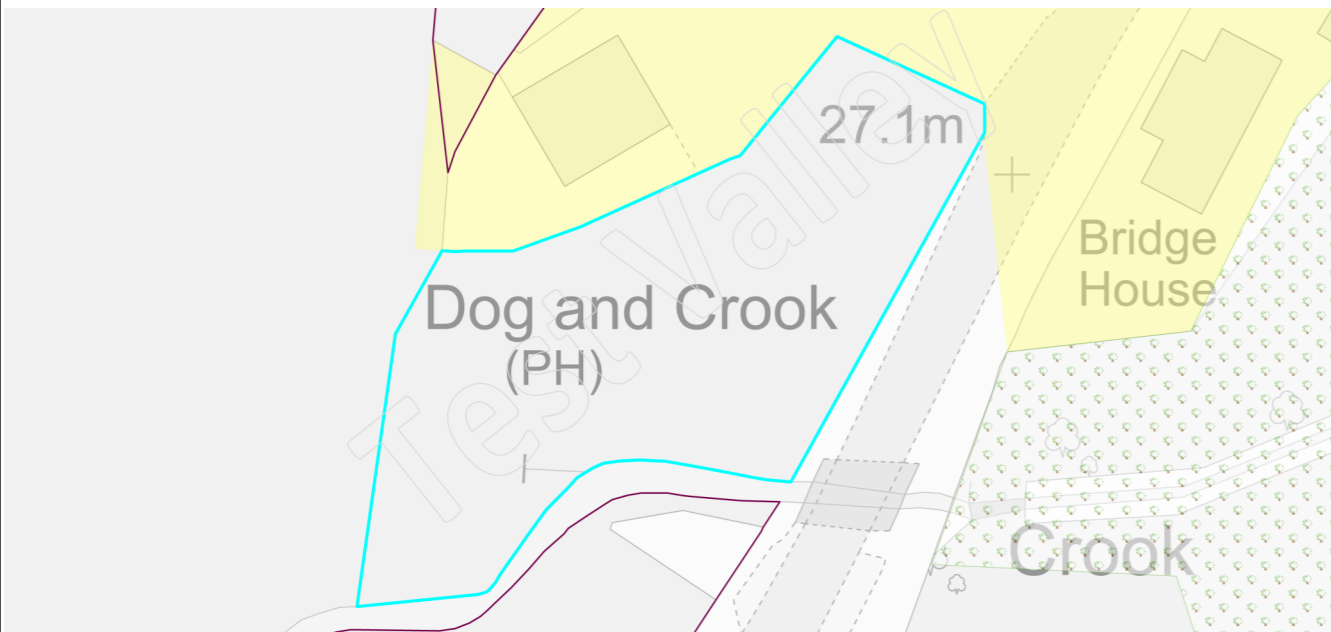 27.1m
Bridge
House
Dog and Crook
(PH)
Test Valley
Crook